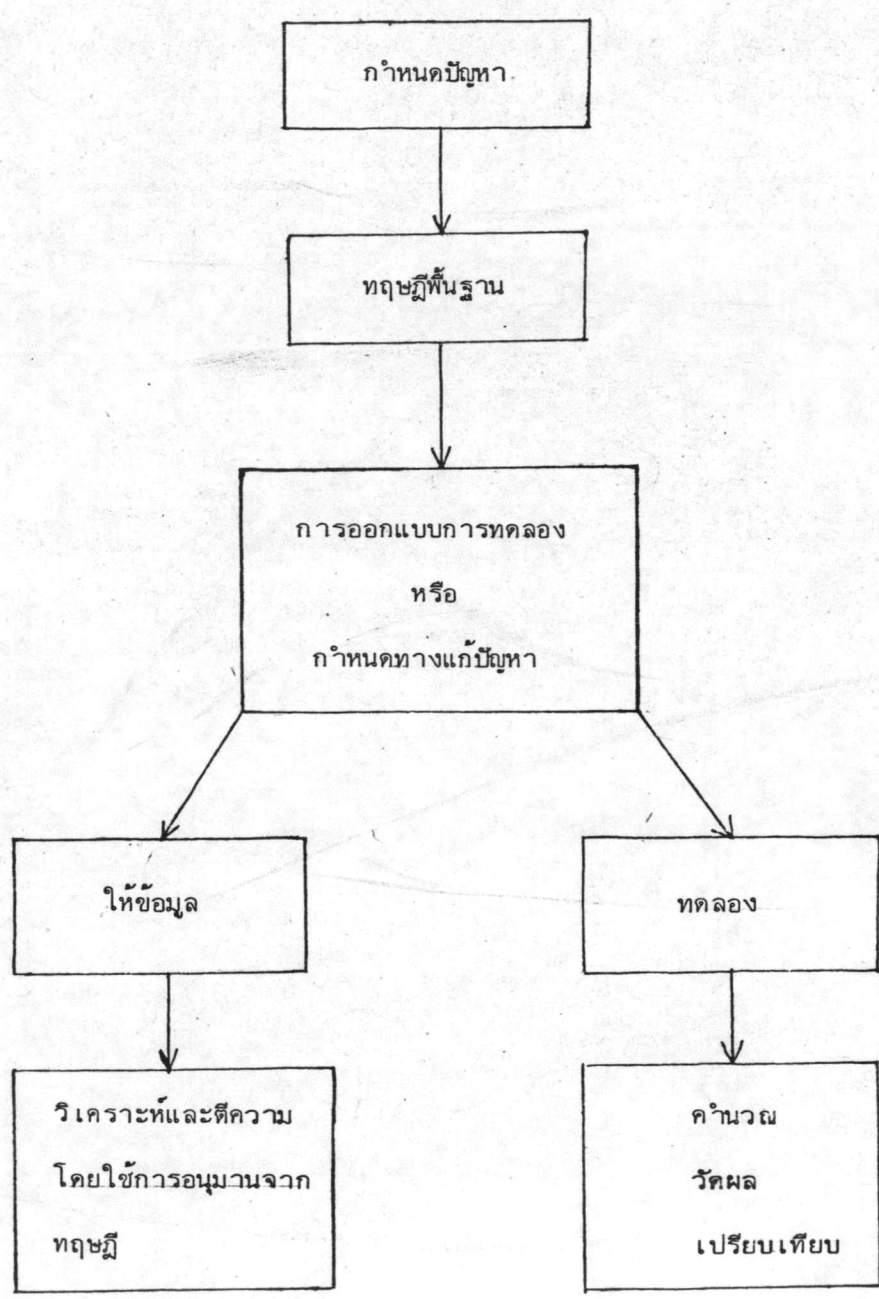 กำหนดปัญหา
ทฤษฎีพื้นฐาน
การออกแบบการทดลอง
หรือ
กำหนดทางแก้ปัญหา
ให้ข้อมูล
ทดลอง
วิเคราะห์และตีความ
โดยใช้การอนุมานจาก
ทฤษฎี
คำนวณ
วัดผล
เปรียบเทียบ